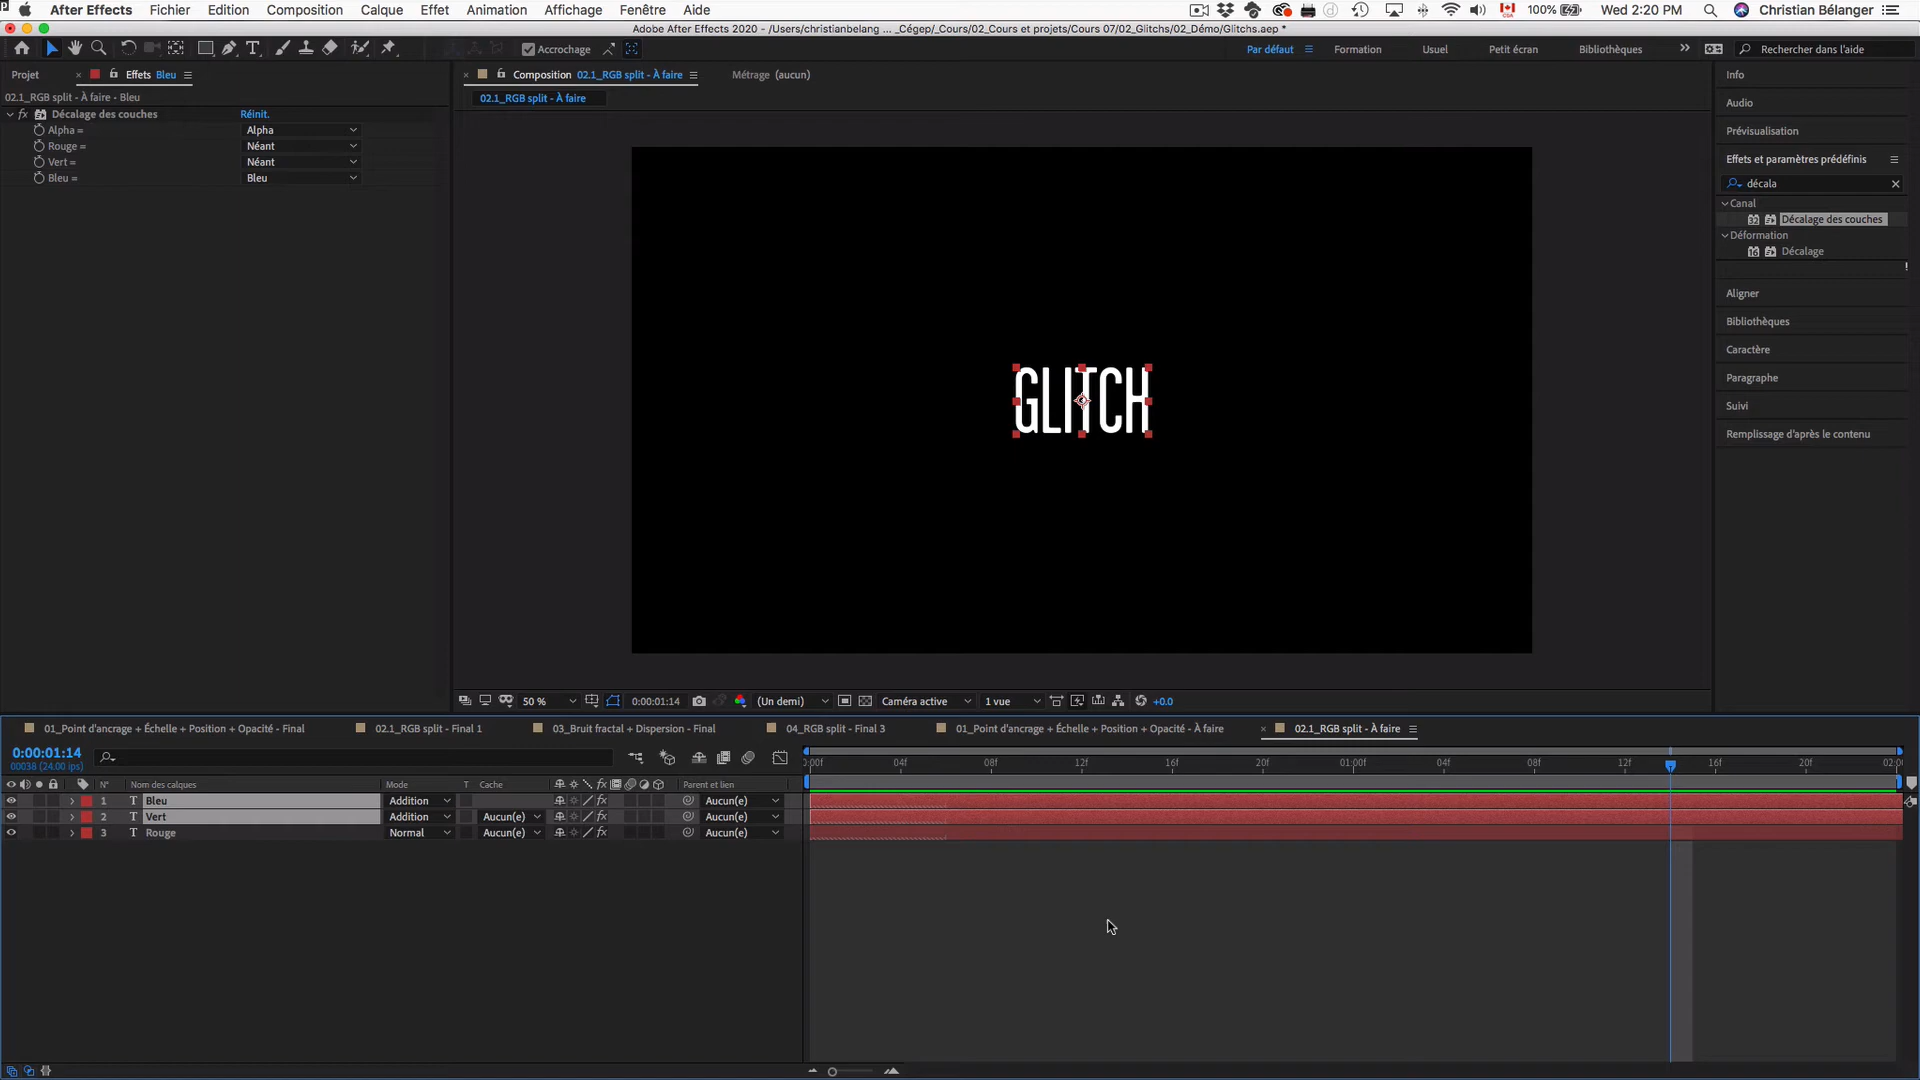 After Effects Fichier Edition Composition Calque Effet Animation Affichage Fenêtre Aide 100% Wed 2:20 PM Christian Bélanger
Adobe After Effects 2020 - /Users/christianbelang ... _Cégep/_Cours/02_Cours et projets/Cours 07/02_Glitchs/02_Démo/Glitchs.aep *
Accrochage Par défaut Formation Usuel Petit écran Bibliothèques Rechercher dans l'aide
Projet Effets Bleu Composition 02.1_RGB split - À faire Métrage (aucun) Info
02.1_RGB split - À faire - Bleu
02.1_RGB split - À faire
Audio
Décalage des couches Réinit.
Alpha = Alpha
Rouge = Néant
Vert = Néant
Bleu = Bleu
Prévisualisation
Effets et paramètres prédéfinis
décala
Canal
32 Décalage des couches
Déformation
16 Décalage
Aligner
Bibliothèques
Caractère
Paragraphe
Suivi
Remplissage d'après le contenu
GLITCH
50 % 0:00:01:14 (Un demi) Caméra active 1 vue +0.0
01_Point d'ancrage + Échelle + Position + Opacité - Final 02.1_RGB split - Final 1 03_Bruit fractal + Dispersion - Final 04_RGB split - Final 3 01_Point d'ancrage + Échelle + Position + Opacité - À faire 02.1_RGB split - À faire
0:00:01:14
00038 (24.00 ips)
04f 08f 12f 16f 20f 01:00f 04f 08f 12f 16f 20f 02:0
N° Nom des calques Mode T Cache Parent et lien
1 T Bleu Addition Aucun(e)
2 T Vert Addition Aucun(e) Aucun(e)
3 T Rouge Normal Aucun(e) Aucun(e)